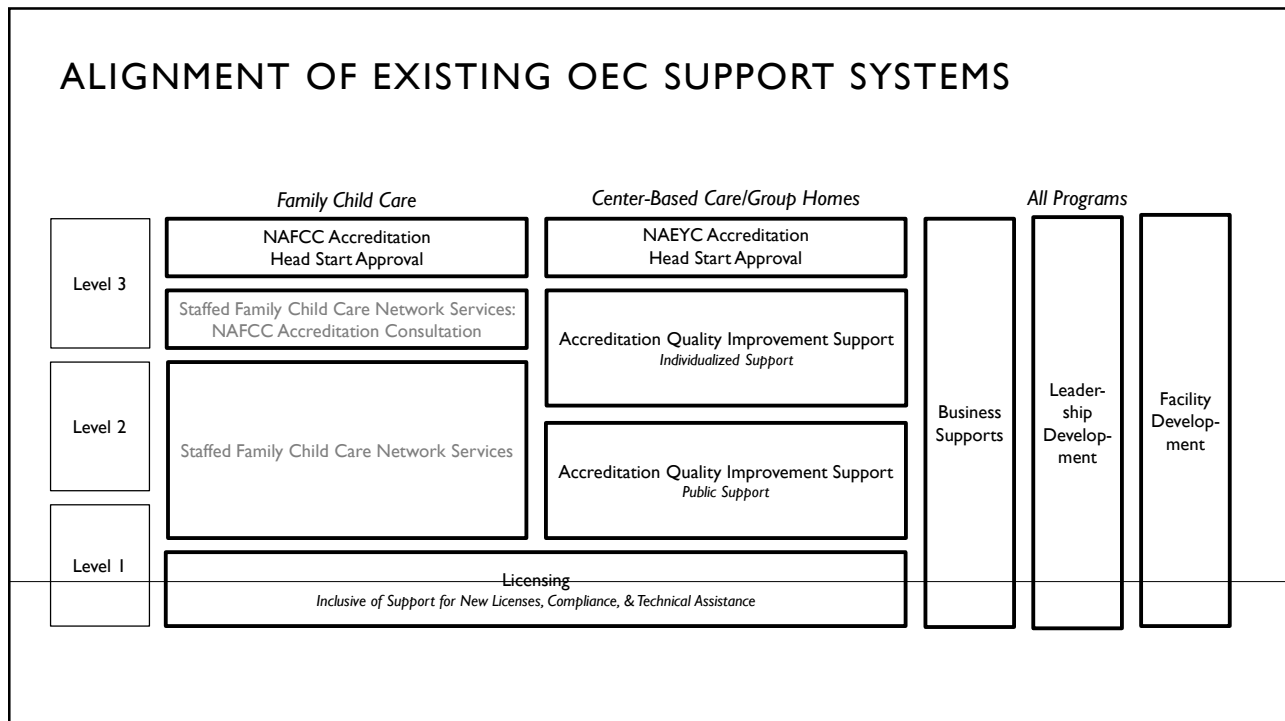 ALIGNMENT OF EXISTING OEC SUPPORT SYSTEMS
Family Child Care
Center-Based Care/Group Homes
All Programs
Level 3
NAFCC Accreditation
Head Start Approval
NAEYC Accreditation
Head Start Approval
Staffed Family Child Care Network Services:
NAFCC Accreditation Consultation
Accreditation Quality Improvement Support
Individualized Support
Level 2
Staffed Family Child Care Network Services
Accreditation Quality Improvement Support
Public Support
Business
Supports
Leader-
ship
Develop-
ment
Facility
Develop-
ment
Level 1
Licensing
Inclusive of Support for New Licenses, Compliance, & Technical Assistance